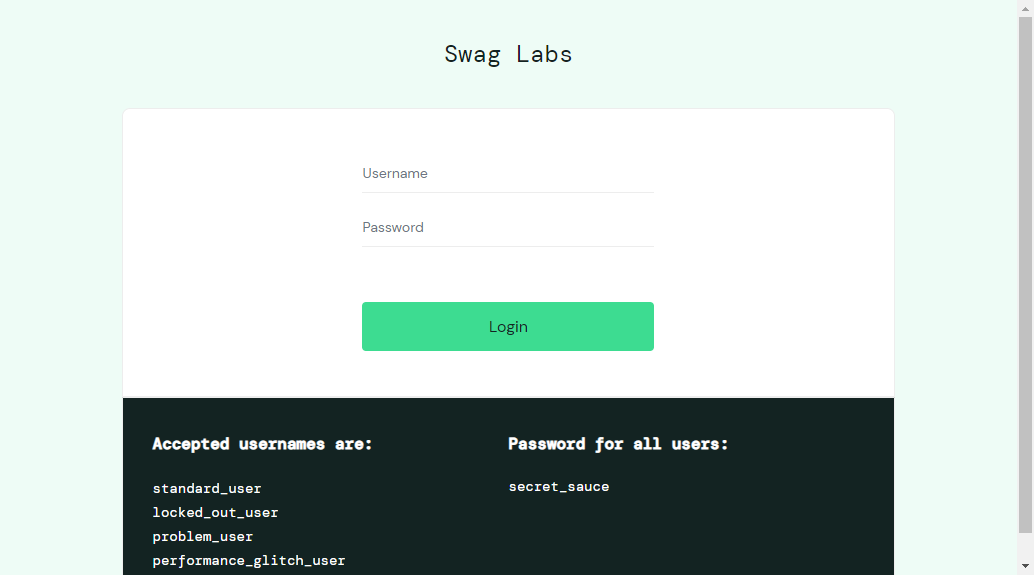 Swag Labs
Username
Password
Login
Accepted usernames are:
standard_user
locked_out_user
problem_user
performance_glitch_user
Password for all users:
secret_sauce